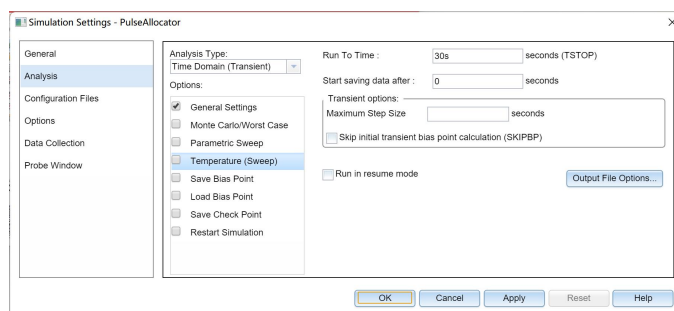 Simulation Settings - PulseAllocator
General
Analysis
Configuration Files
Options
Data Collection
Probe Window
Analysis Type:
Time Domain (Transient)
Options:
General Settings
Monte Carlo/Worst Case
Parametric Sweep
Temperature (Sweep)
Save Bias Point
Load Bias Point
Save Check Point
Restart Simulation
Run To Time : 30s seconds (TSTOP)
Start saving data after : 0 seconds
Transient options:
Maximum Step Size seconds
Skip initial transient bias point calculation (SKIPBP)
Run in resume mode
Output File Options...
OK Cancel Apply Reset Help